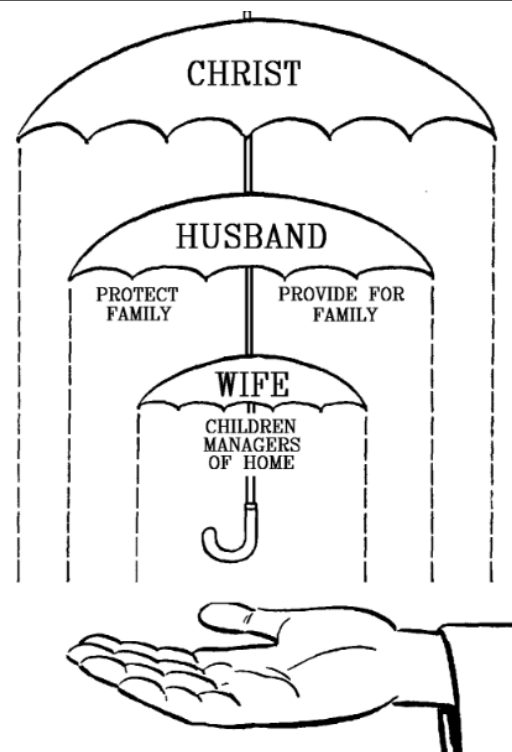 CHRIST
HUSBAND
PROTECT
FAMILY
PROVIDE FOR
FAMILY
WIFE
CHILDREN
MANAGERS
OF HOME